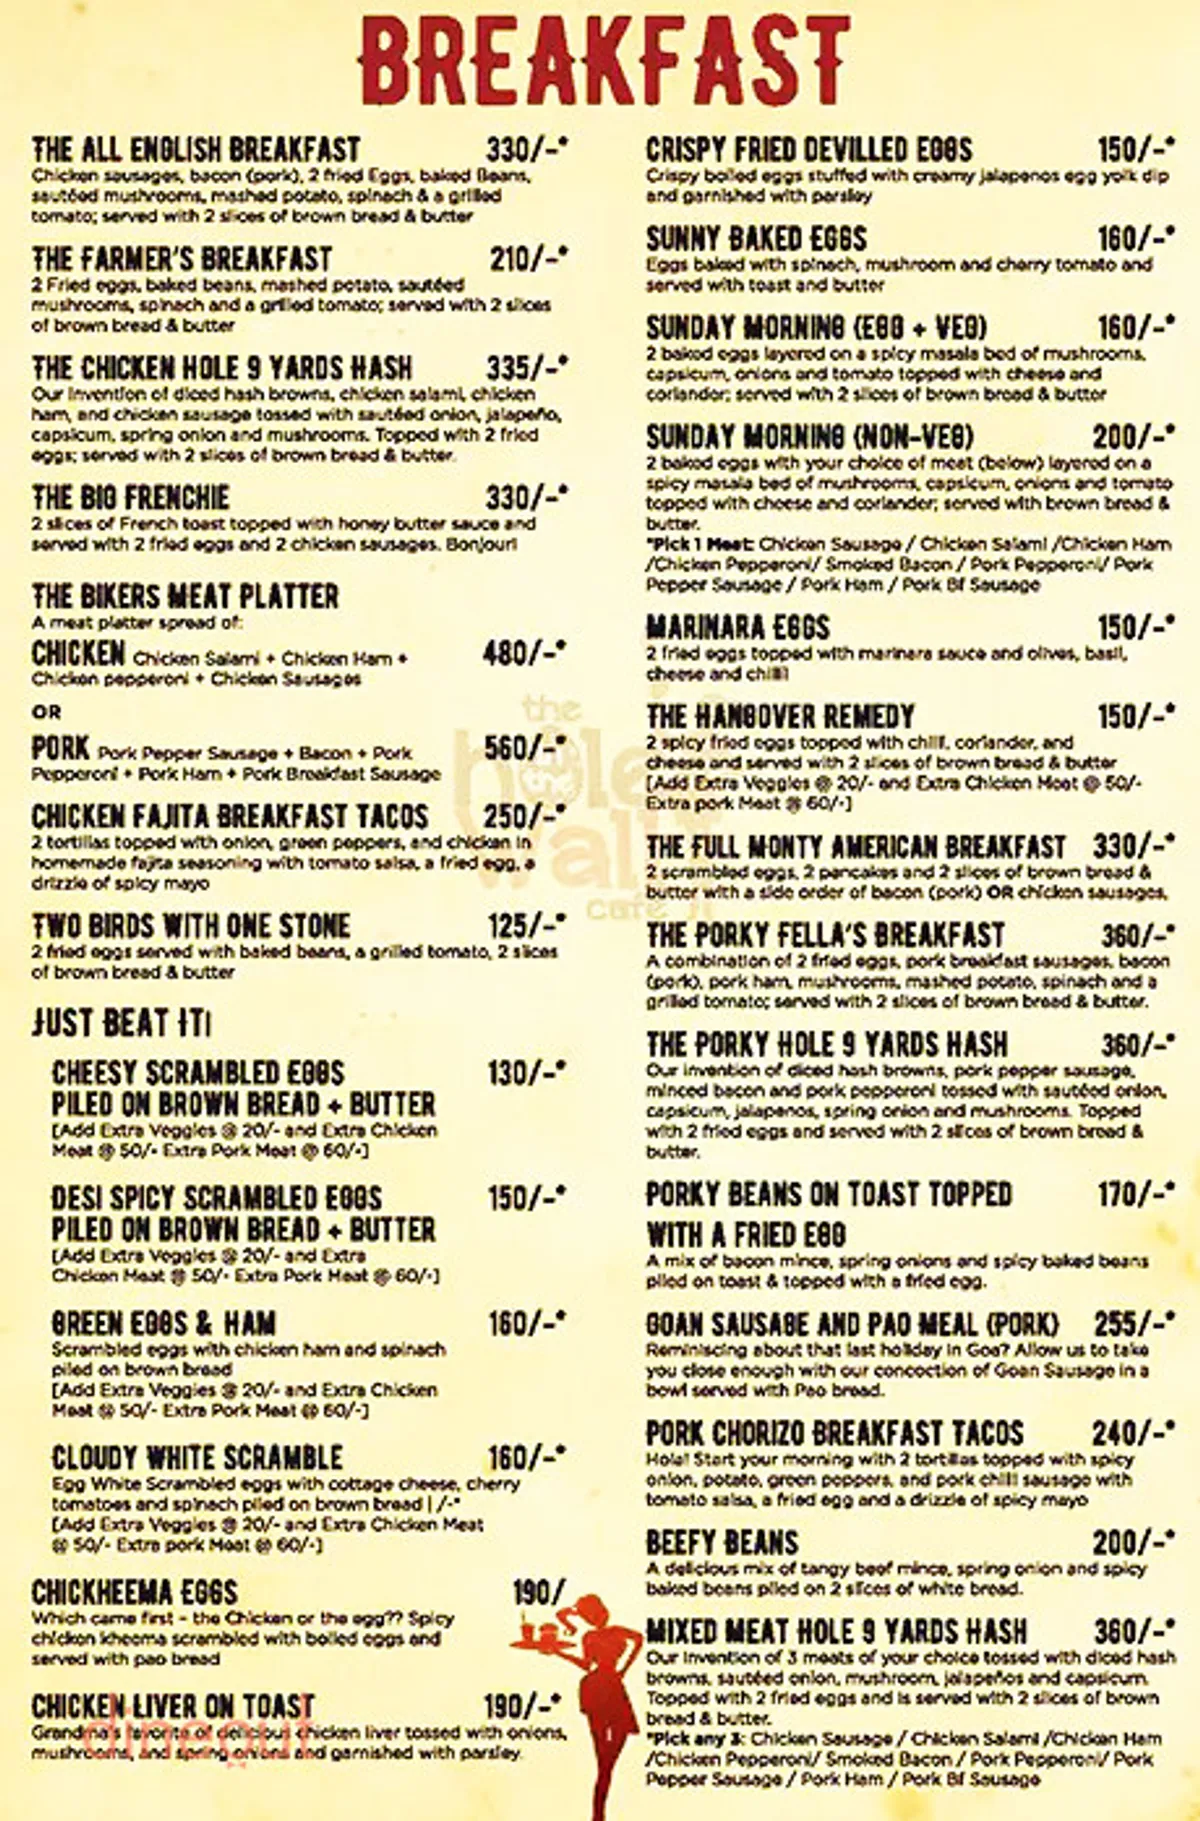 BREAKFAST
THE ALL ENGLISH BREAKFAST 330/-*
Chicken sausages, bacon (pork), 2 fried Eggs, baked Beans,
sautéed mushrooms, mashed potato, spinach & a grilled
tomato; served with 2 slices of brown bread & butter
THE FARMER'S BREAKFAST 210/-*
2 Fried eggs, baked beans, mashed potato, sautéed
mushrooms, spinach and a grilled tomato; served with 2 slices
of brown bread & butter
THE CHICKEN HOLE 9 YARDS HASH 335/-*
Our Invention of diced hash browns, chicken salami, chicken
ham, and chicken sausage tossed with sautéed onion, jalapeño,
capsicum, spring onion and mushrooms. Topped with 2 fried
eggs; served with 2 slices of brown bread & butter.
THE BIG FRENCHIE 330/-*
2 slices of French toast topped with honey butter sauce and
served with 2 fried eggs and 2 chicken sausages. Bonjour!
THE BIKERS MEAT PLATTER
A meat platter spread of:
CHICKEN Chicken Salami + Chicken Ham + 480/-*
Chicken pepperoni + Chicken Sausages
OR
PORK Pork Pepper Sausage + Bacon + Pork 560/-*
Pepperoni + Pork Ham + Pork Breakfast Sausage
CHICKEN FAJITA BREAKFAST TACOS 250/-*
2 tortillas topped with onion, green peppers, and chicken in
homemade fajita seasoning with tomato salsa, a fried egg, a
drizzle of spicy mayo
TWO BIRDS WITH ONE STONE 125/-*
2 fried eggs served with baked beans, a grilled tomato, 2 slices
of brown bread & butter
JUST BEAT IT!
CHEESY SCRAMBLED EGGS 130/-*
PILED ON BROWN BREAD + BUTTER
[Add Extra Veggies @ 20/- and Extra Chicken
Meat @ 50/- Extra Pork Meat @ 60/-]
DESI SPICY SCRAMBLED EGGS 150/-*
PILED ON BROWN BREAD + BUTTER
[Add Extra Veggies @ 20/- and Extra
Chicken Meat @ 50/- Extra Pork Meat @ 60/-]
GREEN EGGS & HAM 160/-*
Scrambled eggs with chicken ham and spinach
piled on brown bread
[Add Extra Veggies @ 20/- and Extra Chicken
Meat @ 50/- Extra Pork Meat @ 60/-]
CLOUDY WHITE SCRAMBLE 160/-*
Egg White Scrambled eggs with cottage cheese, cherry
tomatoes and spinach piled on brown bread | /-*
[Add Extra Veggies @ 20/- and Extra Chicken Meat
@ 50/- Extra pork Meat @ 60/-]
CHICKHEEMA EGGS 190/
Which came first - the Chicken or the egg?? Spicy
chicken kheema scrambled with boiled eggs and
served with pao bread
CHICKEN LIVER ON TOAST 190/-*
Grandma's favorite of delicious chicken liver tossed with onions,
mushrooms, and spring onions and garnished with parsley.
dineout
1
the
hole in
the
wall
cafe
CRISPY FRIED DEVILLED EGGS 150/-*
Crispy boiled eggs stuffed with creamy jalapenos egg yolk dip
and garnished with parsley
SUNNY BAKED EGGS 160/-*
Eggs baked with spinach, mushroom and cherry tomato and
served with toast and butter
SUNDAY MORNING (EGG + VEG) 160/-*
2 baked eggs layered on a spicy masala bed of mushrooms,
capsicum, onions and tomato topped with cheese and
coriander; served with 2 slices of brown bread & butter
SUNDAY MORNING (NON-VEG) 200/-*
2 baked eggs with your choice of meat (below) layered on a
spicy masala bed of mushrooms, capsicum, onions and tomato
topped with cheese and coriander; served with brown bread &
butter.
*Pick 1 Meat: Chicken Sausage / Chicken Salami /Chicken Ham
/Chicken Pepperoni/ Smoked Bacon / Pork Pepperoni/ Pork
Pepper Sausage / Pork Ham / Pork Bf Sausage
MARINARA EGGS 150/-*
2 fried eggs topped with marinara sauce and olives, basil,
cheese and chilli
THE HANGOVER REMEDY 150/-*
2 spicy fried eggs topped with chilli, coriander, and
cheese and served with 2 slices of brown bread & butter
[Add Extra Veggies @ 20/- and Extra Chicken Meat @ 50/-
Extra pork Meat @ 60/-]
THE FULL MONTY AMERICAN BREAKFAST 330/-*
2 scrambled eggs, 2 pancakes and 2 slices of brown bread &
butter with a side order of bacon (pork) OR chicken sausages.
THE PORKY FELLA'S BREAKFAST 360/-*
A combination of 2 fried eggs, pork breakfast sausages, bacon
(pork), pork ham, mushrooms, mashed potato, spinach and a
grilled tomato; served with 2 slices of brown bread & butter.
THE PORKY HOLE 9 YARDS HASH 360/-*
Our invention of diced hash browns, pork pepper sausage,
minced bacon and pork pepperoni tossed with sautéed onion,
capsicum, jalapenos, spring onion and mushrooms. Topped
with 2 fried eggs and served with 2 slices of brown bread &
butter.
PORKY BEANS ON TOAST TOPPED 170/-*
WITH A FRIED EGG
A mix of bacon mince, spring onions and spicy baked beans
piled on toast & topped with a fried egg.
GOAN SAUSAGE AND PAO MEAL (PORK) 255/-*
Reminiscing about that last holiday in Goa? Allow us to take
you close enough with our concoction of Goan Sausage in a
bowl served with Pao bread.
PORK CHORIZO BREAKFAST TACOS 240/-*
Hola! Start your morning with 2 tortillas topped with spicy
onion, potato, green peppers, and pork chilli sausage with
tomato salsa, a fried egg and a drizzle of spicy mayo
BEEFY BEANS 200/-*
A delicious mix of tangy beef mince, spring onion and spicy
baked beans piled on 2 slices of white bread.
MIXED MEAT HOLE 9 YARDS HASH 360/-*
Our Invention of 3 meats of your choice tossed with diced hash
browns, sautéed onion, mushroom, jalapeños and capsicum.
Topped with 2 fried eggs and is served with 2 slices of brown
bread & butter.
*Pick any 3: Chicken Sausage / Chicken Salami /Chicken Ham
/Chicken Pepperoni/ Smoked Bacon / Pork Pepperoni/ Pork
Pepper Sausage / Pork Ham / Pork Bf Sausage